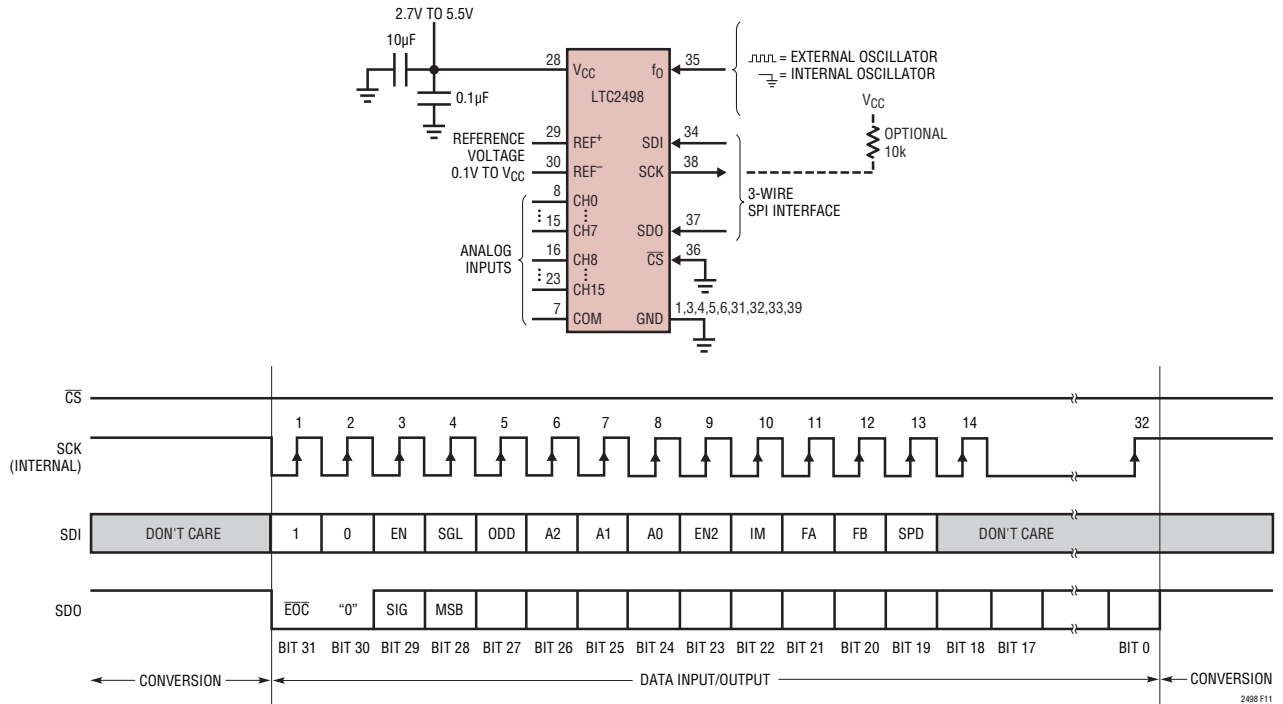 2.7V TO 5.5V
10µF
0.1µF
28
VCC
LTC2498
fO
35
= EXTERNAL OSCILLATOR
= INTERNAL OSCILLATOR
VCC
OPTIONAL
10k
REFERENCE
VOLTAGE
0.1V TO VCC
29
REF+
30
REF–
SDI
34
SCK
38
3-WIRE
SPI INTERFACE
ANALOG
INPUTS
8
CH0
15
CH7
16
CH8
23
CH15
7
COM
SDO
37
CS
36
GND
1,3,4,5,6,31,32,33,39
CS
SCK
(INTERNAL)
1 2 3 4 5 6 7 8 9 10 11 12 13 14 32
SDI DON'T CARE 1 0 EN SGL ODD A2 A1 A0 EN2 IM FA FB SPD DON'T CARE
SDO EOC “0” SIG MSB
BIT 31 BIT 30 BIT 29 BIT 28 BIT 27 BIT 26 BIT 25 BIT 24 BIT 23 BIT 22 BIT 21 BIT 20 BIT 19 BIT 18 BIT 17 BIT 0
CONVERSION DATA INPUT/OUTPUT CONVERSION
2498 F11